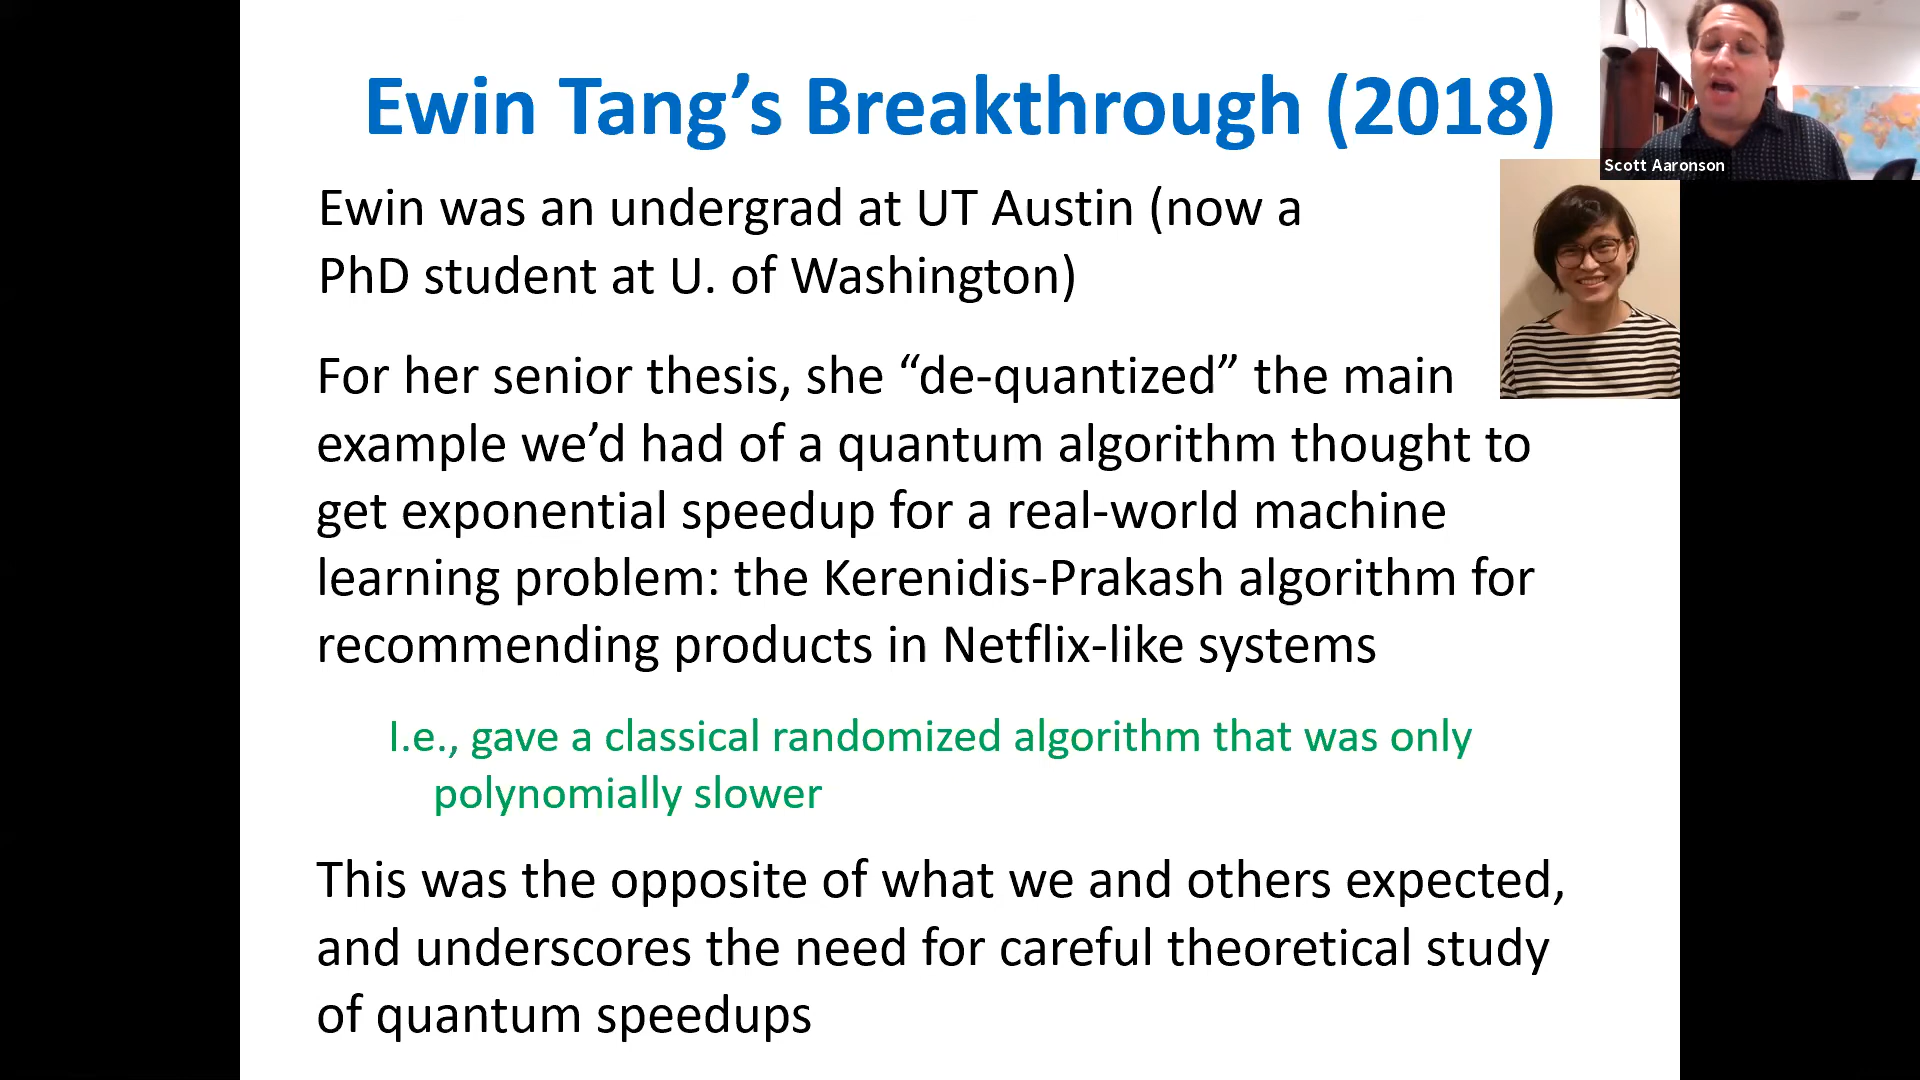 Ewin Tang’s Breakthrough (2018)
Scott Aaronson
Ewin was an undergrad at UT Austin (now a
PhD student at U. of Washington)
For her senior thesis, she “de-quantized” the main
example we’d had of a quantum algorithm thought to
get exponential speedup for a real-world machine
learning problem: the Kerenidis-Prakash algorithm for
recommending products in Netflix-like systems
I.e., gave a classical randomized algorithm that was only
polynomially slower
This was the opposite of what we and others expected,
and underscores the need for careful theoretical study
of quantum speedups